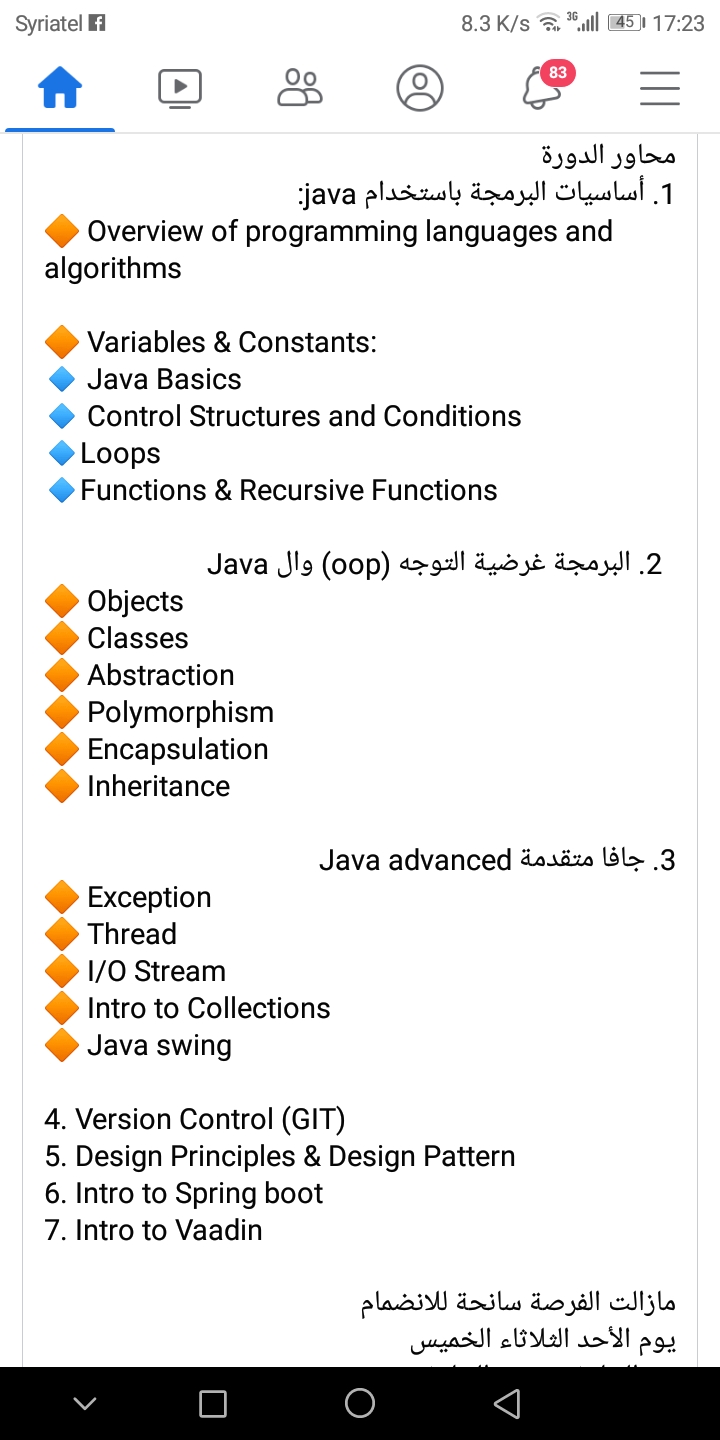 Syriatel
8.3 K/s 3G 45 17:23
83
محاور الدورة
1. أساسيات البرمجة باستخدام java:
🔶 Overview of programming languages and
algorithms
🔶 Variables & Constants:
🔹 Java Basics
🔹 Control Structures and Conditions
🔹Loops
🔹Functions & Recursive Functions
2. البرمجة غرضية التوجه (oop) وال Java
🔶 Objects
🔶 Classes
🔶 Abstraction
🔶 Polymorphism
🔶 Encapsulation
🔶 Inheritance
3. جافا متقدمة Java advanced
🔶 Exception
🔶 Thread
🔶 I/O Stream
🔶 Intro to Collections
🔶 Java swing
4. Version Control (GIT)
5. Design Principles & Design Pattern
6. Intro to Spring boot
7. Intro to Vaadin
مازالت الفرصة سانحة للانضمام
يوم الأحد الثلاثاء الخميس